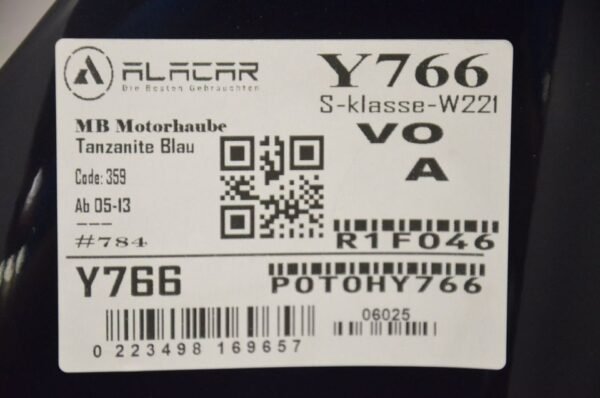 ALACAR
Die Besten Gebrauchten
Y766
S-klasse-W221
MB Motorhaube
Tanzanite Blau
VO
A
Code: 359
Ab 05-13
---
#784
R1F046
Y766
POTOHY766
06025
0 223498 169657